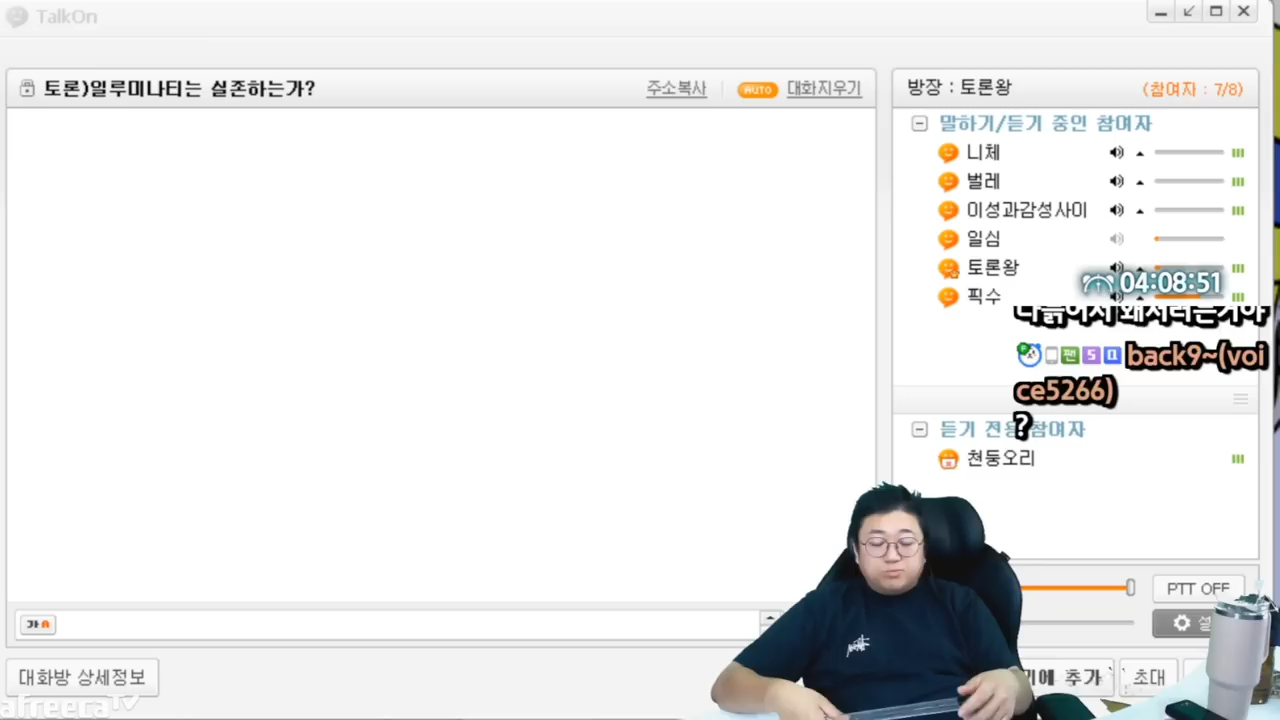 TalkOn
토론)일루미나티는 실존하는가?
주소복사
AUTO 대화지우기
방장 : 토론왕
(참여자 : 7/8)
말하기/듣기 중인 참여자
니체
벌레
이성과감성사이
일심
토론왕
04:08:51
픽수
팬 S
back9~(voi
ce5266)
?
듣기 전용 참여자
천둥오리
PTT OFF
가A
대화방 상세정보
추가
초대
afreecaTV